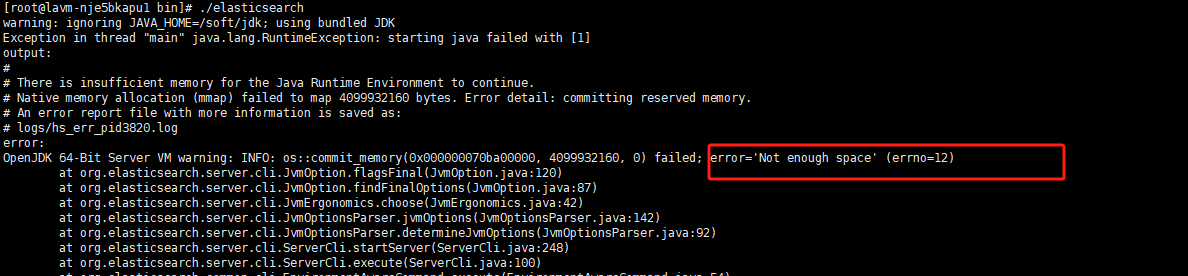 [root@lavm-nje5bkapu1 bin]# ./elasticsearch
warning: ignoring JAVA_HOME=/soft/jdk; using bundled JDK
Exception in thread "main" java.lang.RuntimeException: starting java failed with [1]
output:
#
# There is insufficient memory for the Java Runtime Environment to continue.
# Native memory allocation (mmap) failed to map 4099932160 bytes. Error detail: committing reserved memory.
# An error report file with more information is saved as:
# logs/hs_err_pid3820.log
error:
OpenJDK 64-Bit Server VM warning: INFO: os::commit_memory(0x000000070ba00000, 4099932160, 0) failed; error='Not enough space' (errno=12)
at org.elasticsearch.server.cli.JvmOption.flagsFinal(JvmOption.java:120)
at org.elasticsearch.server.cli.JvmOption.findFinalOptions(JvmOption.java:87)
at org.elasticsearch.server.cli.JvmErgonomics.choose(JvmErgonomics.java:42)
at org.elasticsearch.server.cli.JvmOptionsParser.jvmOptions(JvmOptionsParser.java:142)
at org.elasticsearch.server.cli.JvmOptionsParser.determineJvmOptions(JvmOptionsParser.java:92)
at org.elasticsearch.server.cli.ServerCli.startServer(ServerCli.java:248)
at org.elasticsearch.server.cli.ServerCli.execute(ServerCli.java:100)